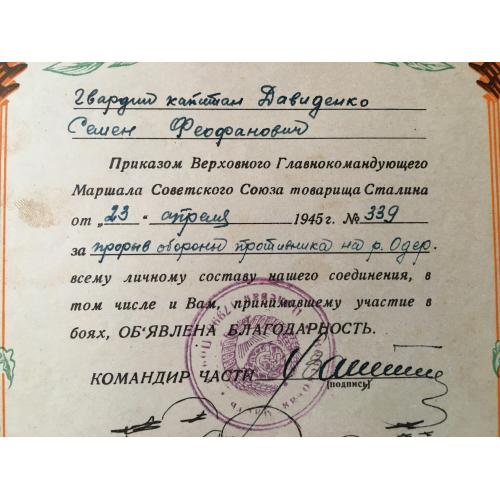 Гвардии капитан Давиденко
Семен Феофанович
Приказом Верховного Главнокомандующего
Маршала Советского Союза товарища Сталина
от „23" апреля 1945 г. № 339
за прорыв обороны противника на р. Одер,
всему личному составу нашего соединения, в
том числе и Вам, принимавшему участие в
боях, ОБ'ЯВЛЕНА БЛАГОДАРНОСТЬ.
КОМАНДИР ЧАСТИ
(подпись)